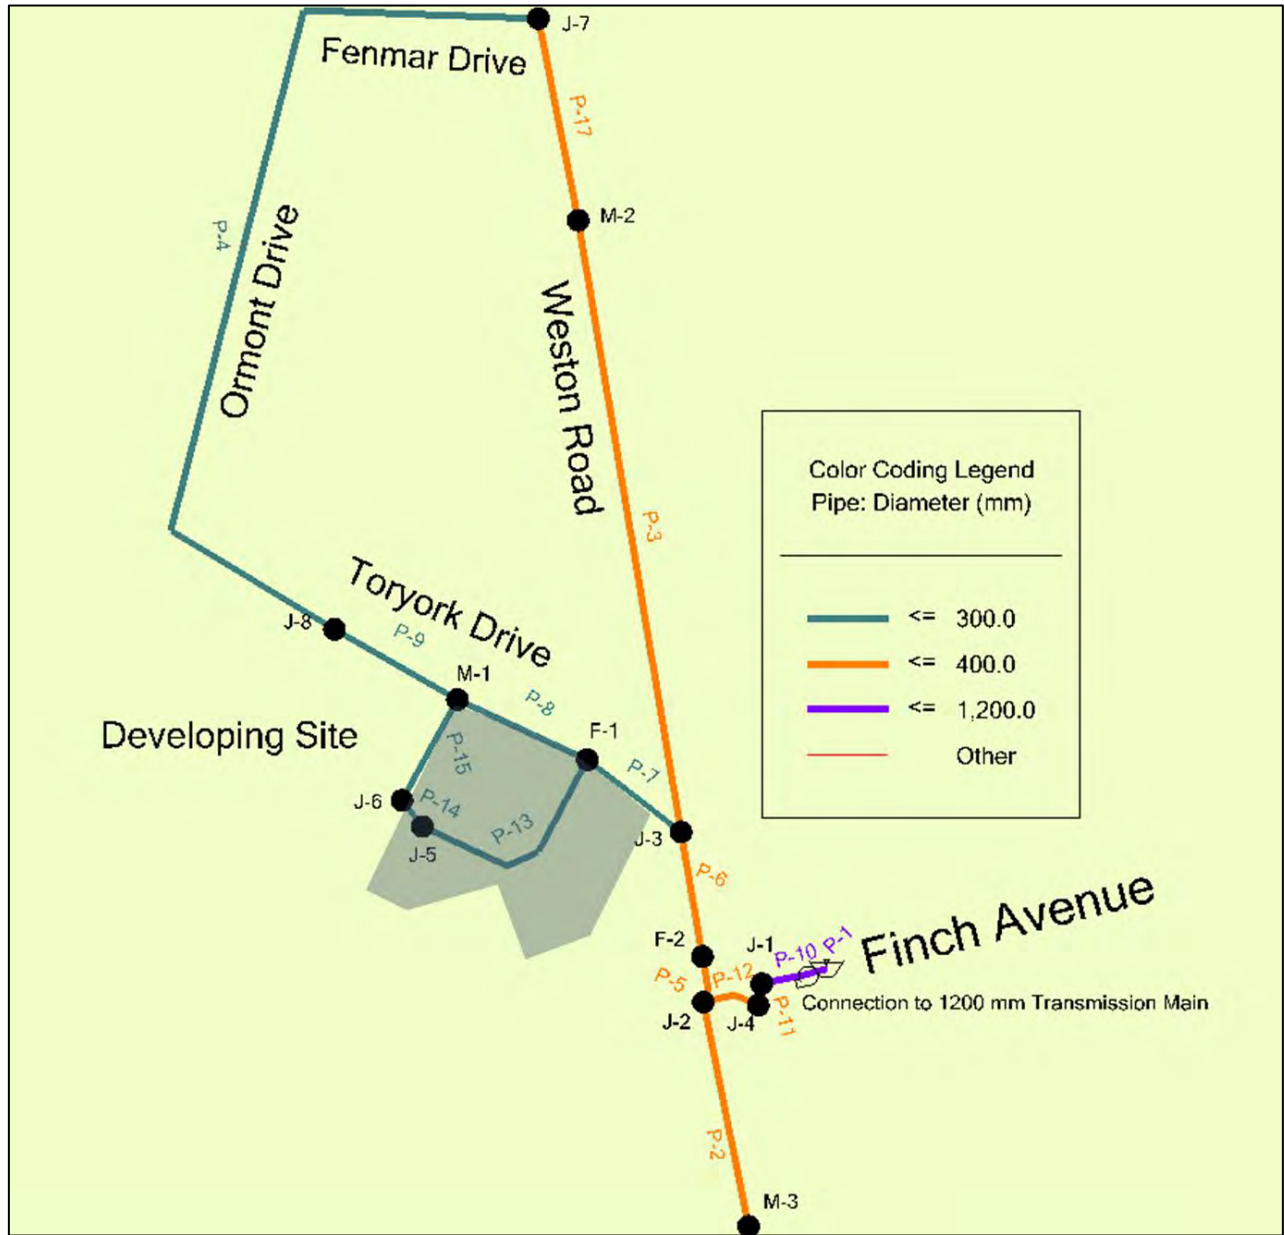 J-7
Fenmar Drive
P-17
M-2
P-4
Ormont Drive
Weston Road
P-3
Color Coding Legend
Pipe: Diameter (mm)
<= 300.0
<= 400.0
<= 1,200.0
Other
Toryork Drive
J-8
P-9
M-1
P-8
Developing Site
F-1
P-15
P-7
J-6
P-14
P-13
J-3
J-5
P-6
Finch Avenue
F-2
J-1
P-10
P-1
P-5
P-12
Connection to 1200 mm Transmission Main
J-2
J-4
P-11
P-2
M-3